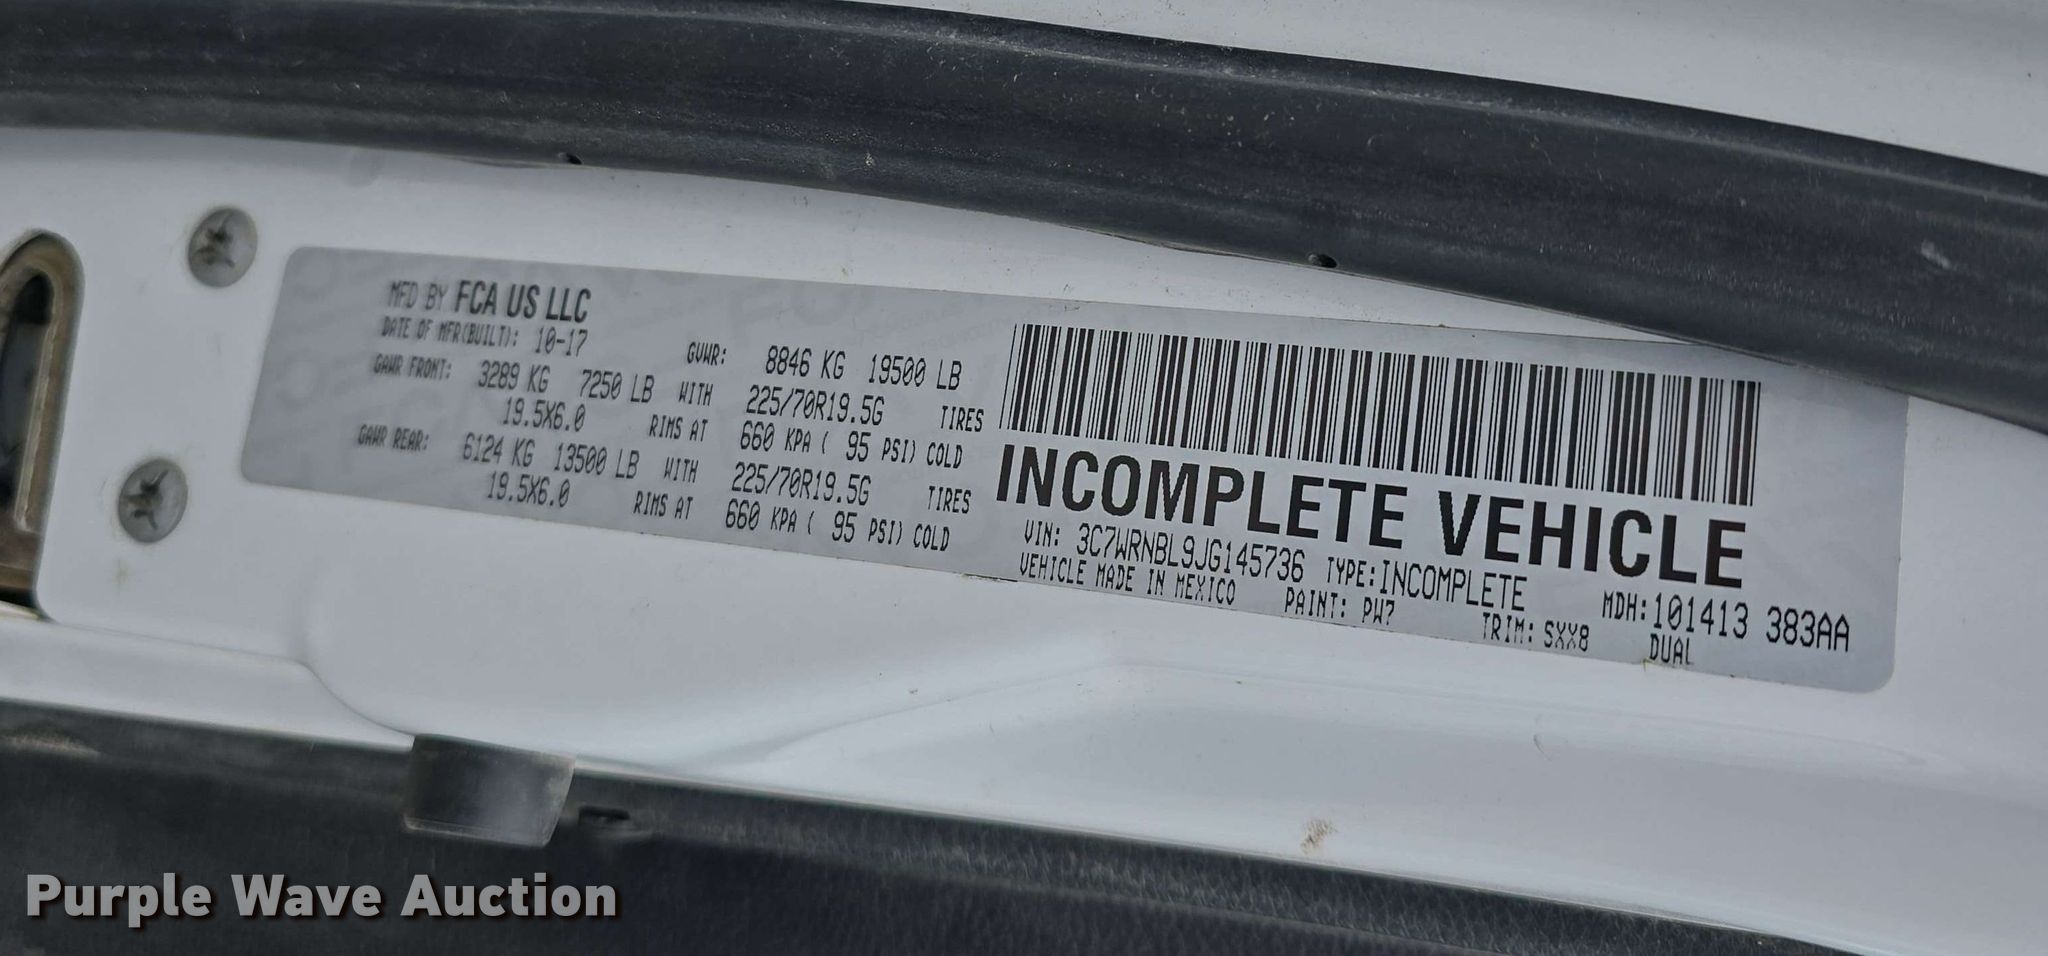 MFD BY FCA US LLC
DATE OF MFR(BUILT): 10-17 GVWR: 8846 KG 19500 LB
GAWR FRONT: 3289 KG 7250 LB WITH 225/70R19.5G TIRES
19.5X6.0 RIMS AT 660 KPA ( 95 PSI) COLD
GAWR REAR: 6124 KG 13500 LB WITH 225/70R19.5G TIRES
19.5X6.0 RIMS AT 660 KPA ( 95 PSI) COLD
INCOMPLETE VEHICLE
VIN: 3C7WRNBL9JG145736 TYPE:INCOMPLETE MDH:101413 383AA
VEHICLE MADE IN MEXICO PAINT: PW7 TRIM: SXX8 DUAL
Purple Wave Auction